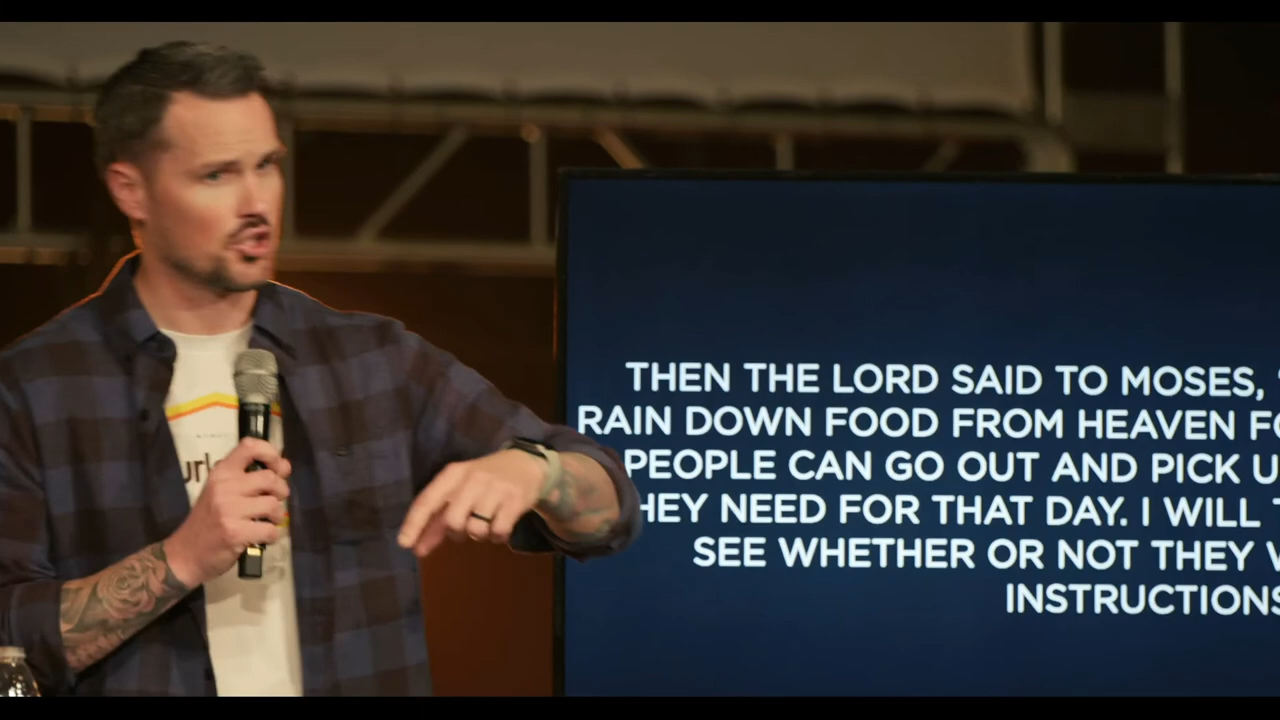 THEN THE LORD SAID TO MOSES, "
RAIN DOWN FOOD FROM HEAVEN FO
PEOPLE CAN GO OUT AND PICK U
HEY NEED FOR THAT DAY. I WILL T
SEE WHETHER OR NOT THEY W
INSTRUCTIONS